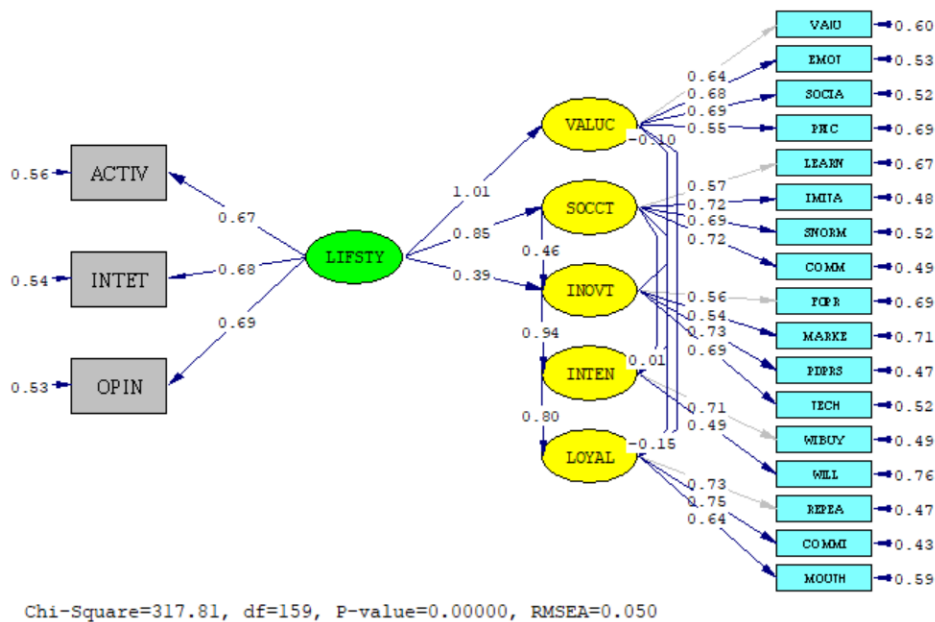 VAIU 0.60
EMOT 0.53
0.64
0.68
SOCIA 0.52
0.69
VALUC
0.55
PRIC 0.69
-0.10
0.56 ACTIV
LEARN 0.67
1.01
0.57
IMITA 0.48
0.67
SOCCT
0.72
0.85
0.69
SNORM 0.52
0.72
LIFSTY
0.46
COMM 0.49
0.68
0.39
0.54 INTET
INOVT
0.56
FOPR 0.69
0.54
0.69
0.94
0.73
MARKE 0.71
0.69
0.01
PDPRS 0.47
INTEN
0.53 OPIN
TECH 0.52
0.71
0.80
0.49
WIBUY 0.49
-0.15
LOYAL
WILL 0.76
0.73
0.75
REPEA 0.47
0.64
COMMI 0.43
MOUTH 0.59
Chi-Square=317.81, df=159, P-value=0.00000, RMSEA=0.050